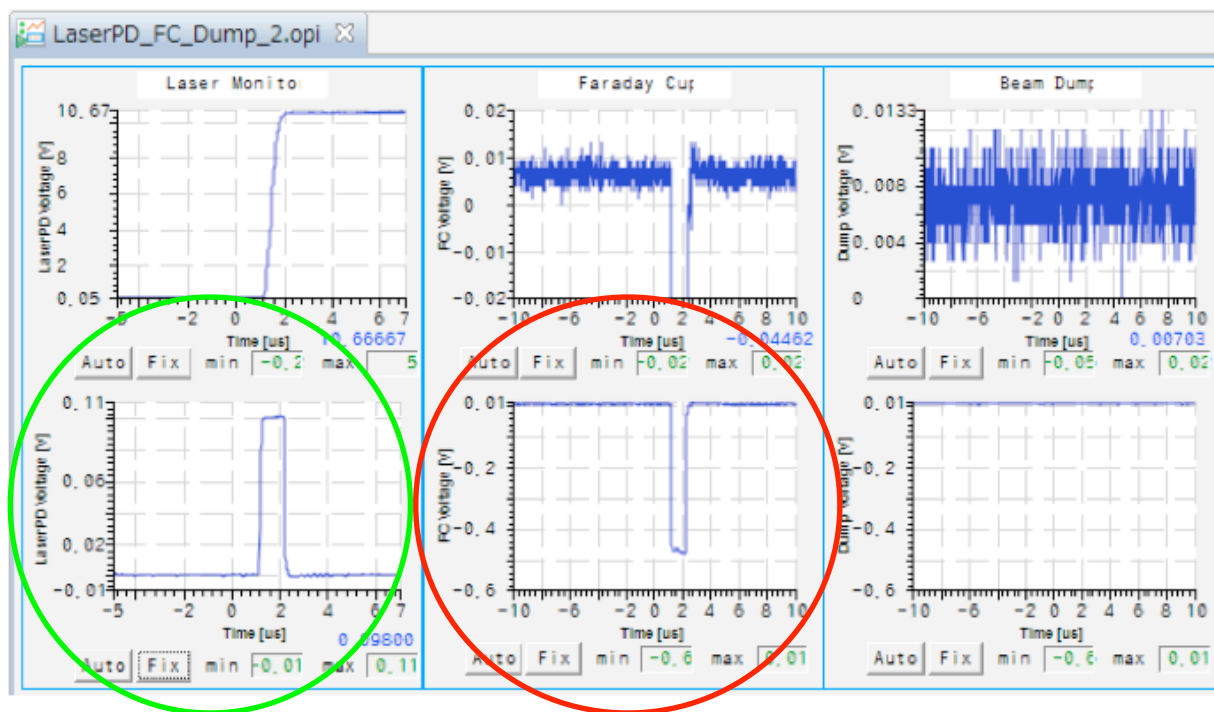 LaserPD_FC_Dump_2.opi
Laser Monito
10.67
8
6
4
2
0.05
LaserPD Voltage [V]
-5 -2 0 2 4 6 7
Time [us]
10.66667
Auto Fix min -0.2 max 5
0.11
0.06
0.02
-0.01
LaserPD Voltage [V]
-5 -2 0 2 4 6 7
Time [us]
0.09800
Auto Fix min -0.01 max 0.11
Faraday Cup
0.02
0.01
0
-0.01
-0.02
FC Voltage [V]
-10 -6 -2 0 2 4 6 8 10
Time [us]
-0.04462
Auto Fix min -0.02 max 0.02
0.01
-0.2
-0.4
-0.6
FC Voltage [V]
-10 -6 -2 0 2 4 6 8 10
Time [us]
Auto Fix min -0.6 max 0.01
Beam Dump
0.0133
0.008
0.004
0
Dump Voltage [V]
-10 -6 -2 0 2 4 6 8 10
Time [us]
0.00703
Auto Fix min -0.05 max 0.02
0.01
-0.2
-0.4
-0.6
Dump Voltage [V]
-10 -6 -2 0 2 4 6 8 10
Time [us]
Auto Fix min -0.6 max 0.01